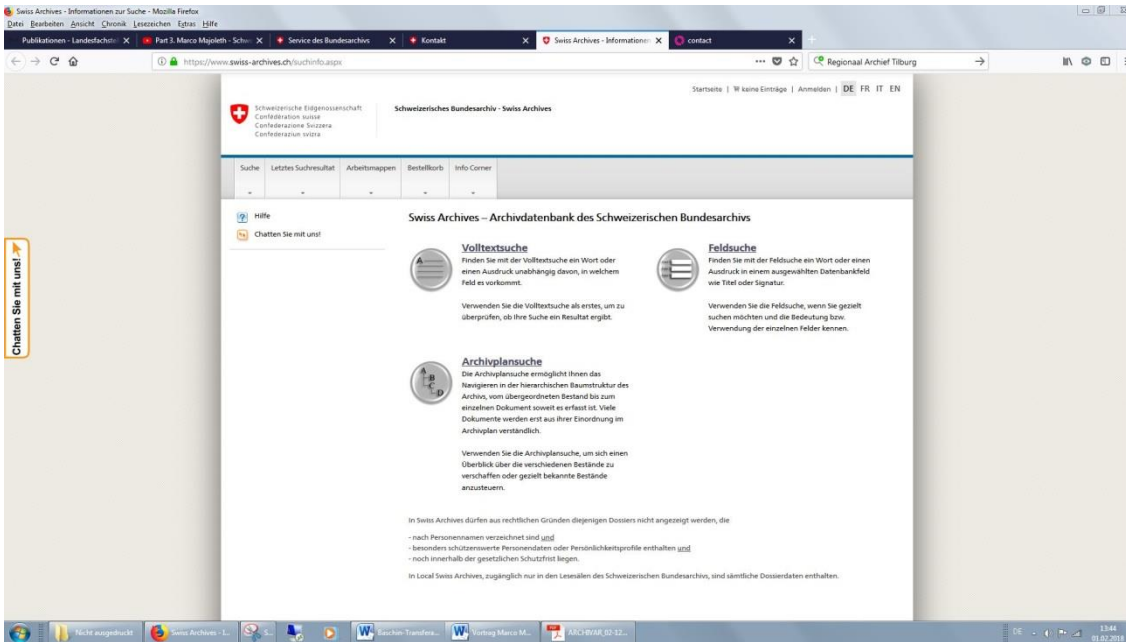 Swiss Archives - Informationen zur Suche - Mozilla Firefox
Datei Bearbeiten Ansicht Chronik Lesezeichen Extras Hilfe
Publikationen - Landesfachstel
Part 3. Marco Majoleth - Schw
Service des Bundesarchivs
Kontakt
Swiss Archives - Informationen
contact
https://www.swiss-archives.ch/suchinfo.aspx
Regionaal Archief Tilburg
Startseite | keine Einträge | Anmelden | DE FR IT EN
Schweizerische Eidgenossenschaft
Confédération suisse
Confederazione Svizzera
Confederaziun svizra
Schweizerisches Bundesarchiv - Swiss Archives
Suche Letztes Suchresultat Arbeitsmappen Bestellkorb Info Corner
Hilfe
Chatten Sie mit uns!
Chatten Sie mit uns!
Swiss Archives – Archivdatenbank des Schweizerischen Bundesarchivs
Volltextsuche
Finden Sie mit der Volltextsuche ein Wort oder
einen Ausdruck unabhängig davon, in welchem
Feld es vorkommt.
Verwenden Sie die Volltextsuche als erstes, um zu
überprüfen, ob Ihre Suche ein Resultat ergibt.
Feldsuche
Finden Sie mit der Feldsuche ein Wort oder einen
Ausdruck in einem ausgewählten Datenbankfeld
wie Titel oder Signatur.
Verwenden Sie die Feldsuche, wenn Sie gezielt
suchen möchten und die Bedeutung bzw.
Verwendung der einzelnen Felder kennen.
A
B
C
D
Archivplansuche
Die Archivplansuche ermöglicht Ihnen das
Navigieren in der hierarchischen Baumstruktur des
Archivs, vom übergeordneten Bestand bis zum
einzelnen Dokument soweit es erfasst ist. Viele
Dokumente werden erst aus ihrer Einordnung im
Archivplan verständlich.
Verwenden Sie die Archivplansuche, um sich einen
Überblick über die verschiedenen Bestände zu
verschaffen oder gezielt bekannte Bestände
anzusteuern.
In Swiss Archives dürfen aus rechtlichen Gründen diejenigen Dossiers nicht angezeigt werden, die
- nach Personennamen verzeichnet sind und
- besonders schützenswerte Personendaten oder Persönlichkeitsprofile enthalten und
- noch innerhalb der gesetzlichen Schutzfrist liegen.
In Local Swiss Archives, zugänglich nur in den Lesesälen des Schweizerischen Bundesarchivs, sind sämtliche Dossierdaten enthalten.
Nicht ausgedruckt
Swiss Archives - I...
S...
Baschin-Transfera...
Vortrag Marco M...
ARCHIVAR_02-12...
DE
13:44
01.02.2018